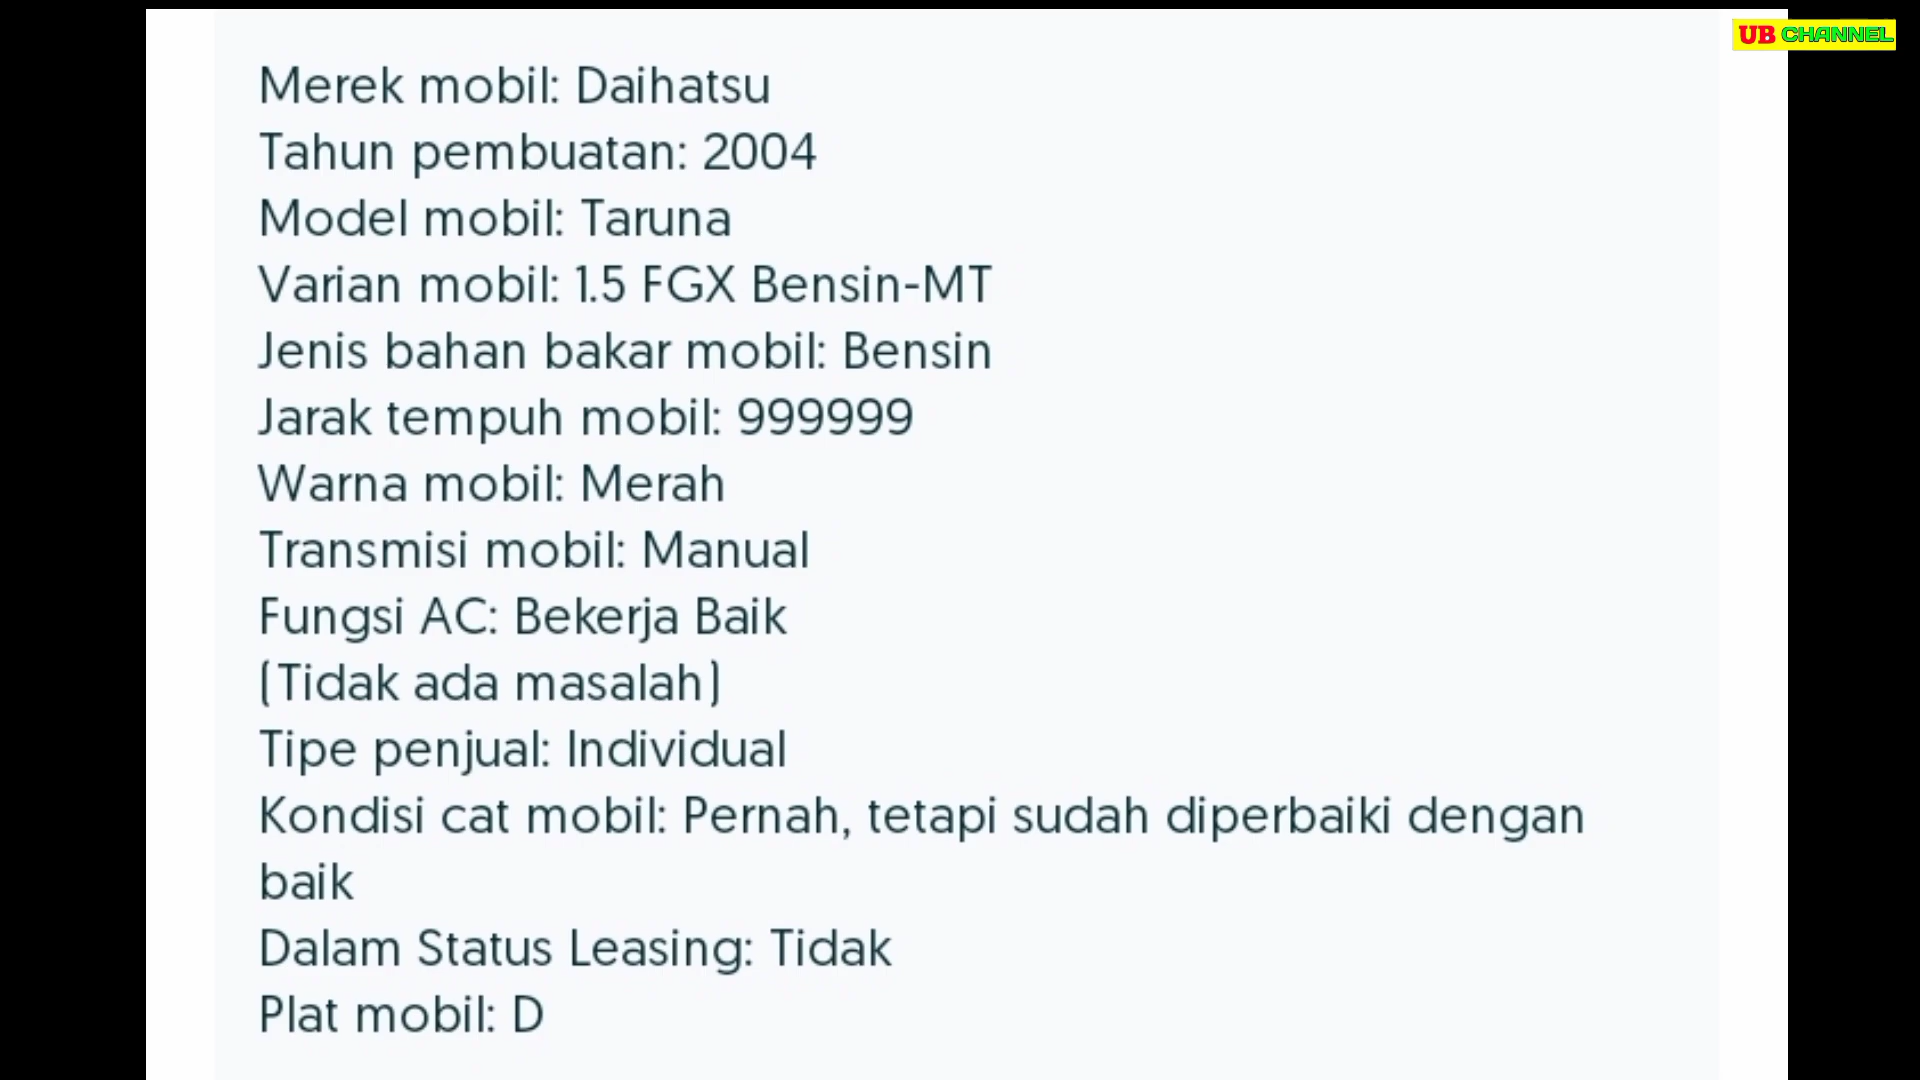 UB CHANNEL
Merek mobil: Daihatsu
Tahun pembuatan: 2004
Model mobil: Taruna
Varian mobil: 1.5 FGX Bensin-MT
Jenis bahan bakar mobil: Bensin
Jarak tempuh mobil: 999999
Warna mobil: Merah
Transmisi mobil: Manual
Fungsi AC: Bekerja Baik
(Tidak ada masalah)
Tipe penjual: Individual
Kondisi cat mobil: Pernah, tetapi sudah diperbaiki dengan
baik
Dalam Status Leasing: Tidak
Plat mobil: D